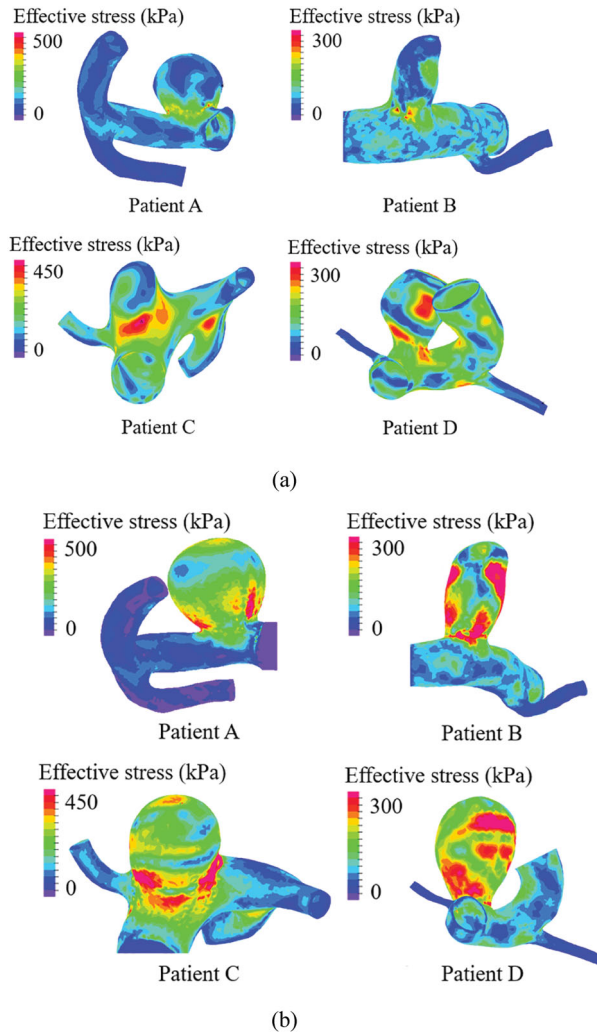 Effective stress (kPa) Effective stress (kPa)
500 300
0 0
Patient A Patient B
Effective stress (kPa) Effective stress (kPa)
450 300
0 0
Patient C Patient D
(a)
Effective stress (kPa) Effective stress (kPa)
500 300
0 0
Patient A Patient B
Effective stress (kPa) Effective stress (kPa)
450 300
0 0
Patient C Patient D
(b)